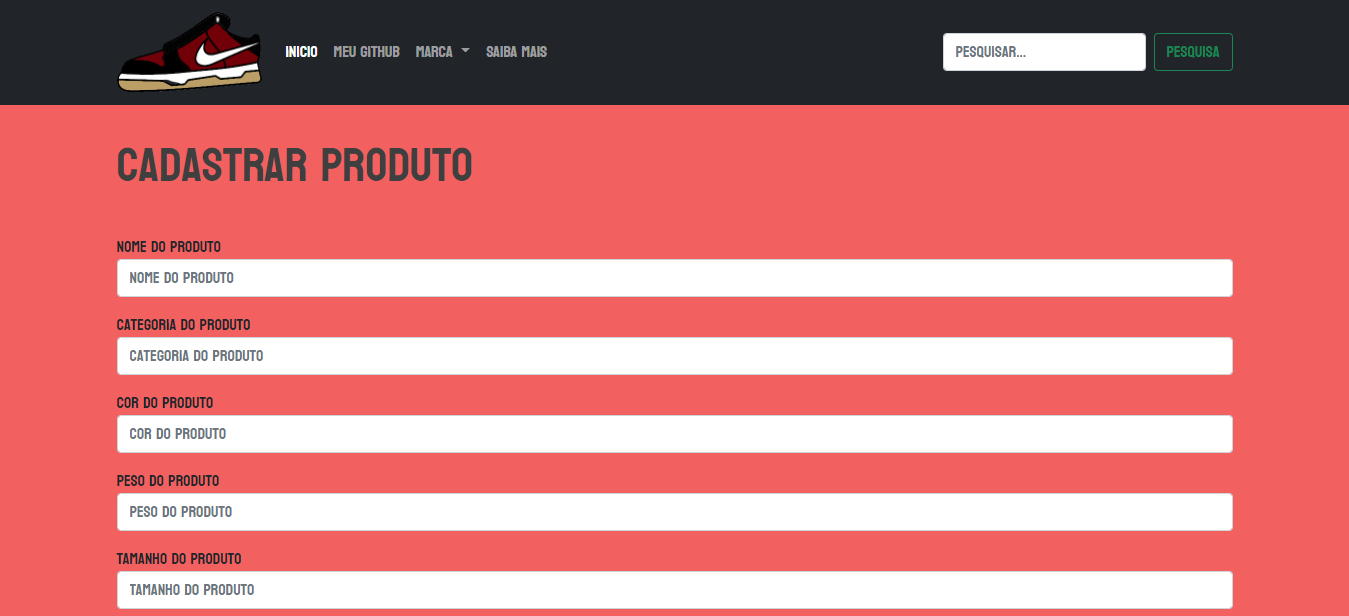 INICIO MEU GITHUB MARCA SAIBA MAIS PESQUISAR... PESQUISA
CADASTRAR PRODUTO
NOME DO PRODUTO
NOME DO PRODUTO
CATEGORIA DO PRODUTO
CATEGORIA DO PRODUTO
COR DO PRODUTO
COR DO PRODUTO
PESO DO PRODUTO
PESO DO PRODUTO
TAMANHO DO PRODUTO
TAMANHO DO PRODUTO